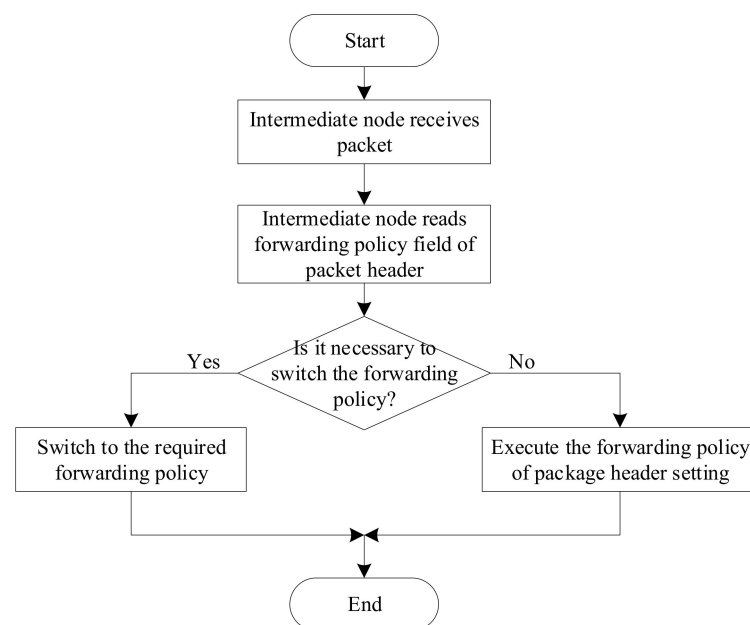 Start
Intermediate node receives
packet
Intermediate node reads
forwarding policy field of
packet header
Is it necessary to
switch the forwarding
policy?
Yes
No
Switch to the required
forwarding policy
Execute the forwarding policy
of package header setting
End